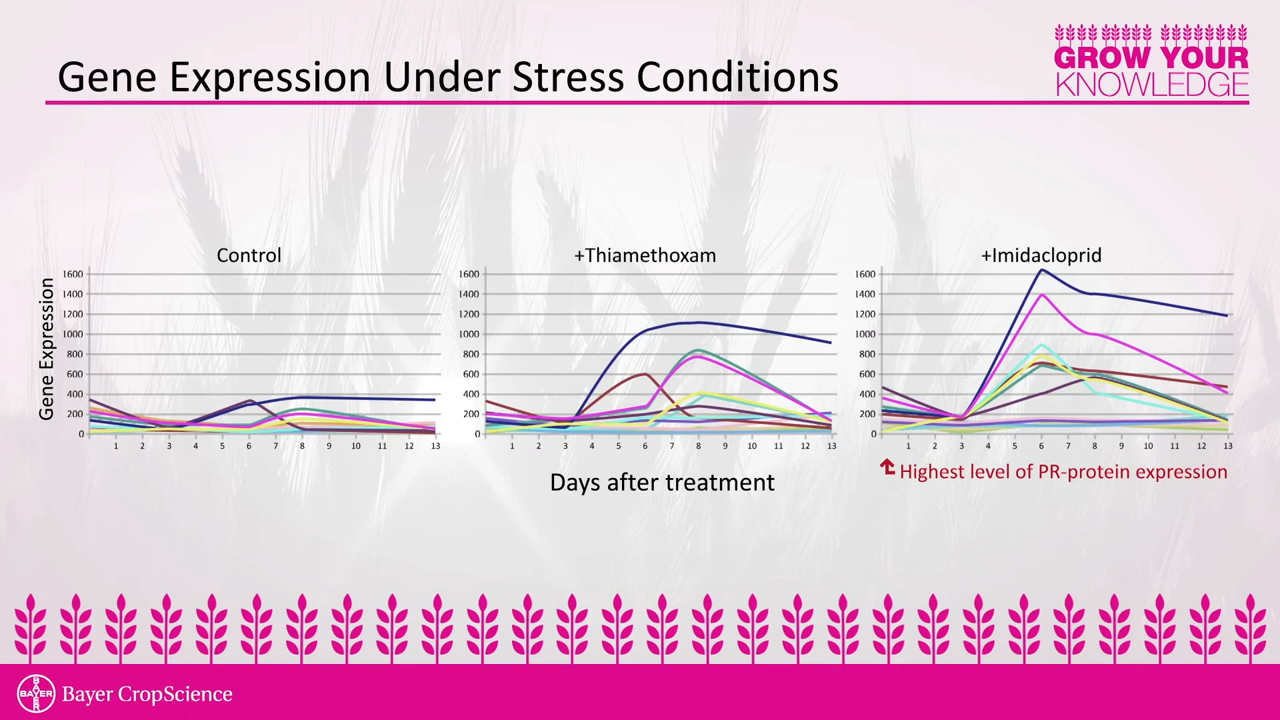 Gene Expression Under Stress Conditions
GROW YOUR
KNOWLEDGE
Control
+Thiamethoxam
+Imidacloprid
Gene Expression
1600
1400
1200
1000
800
600
400
200
0
1 2 3 4 5 6 7 8 9 10 11 12 13
1600
1400
1200
1000
800
600
400
200
0
1 2 3 4 5 6 7 8 9 10 11 12 13
1600
1400
1200
1000
800
600
400
200
0
1 2 3 4 5 6 7 8 9 10 11 12 13
Highest level of PR-protein expression
Days after treatment
BAYER
BAYER
Bayer CropScience